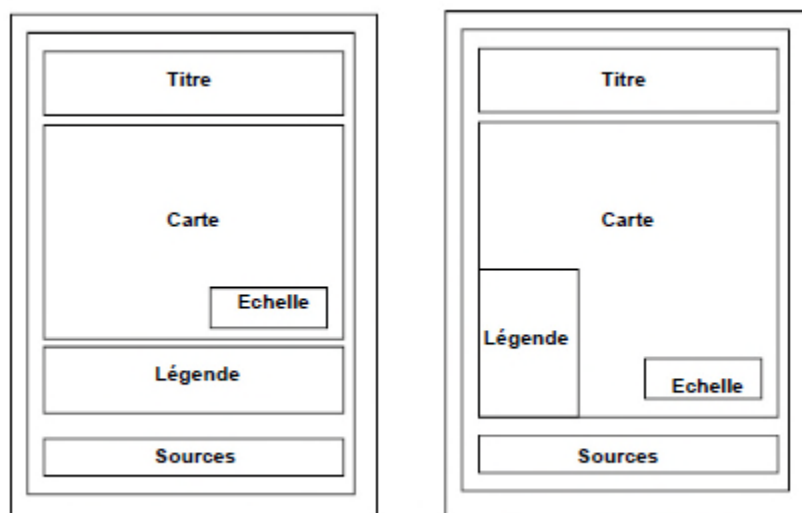 Titre
Carte
Echelle
Légende
Sources
Titre
Carte
Légende
Echelle
Sources